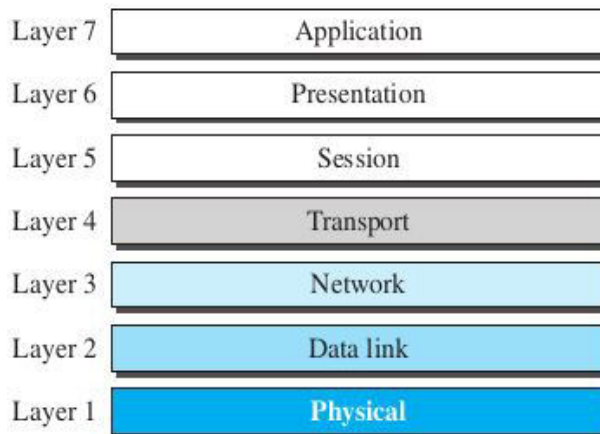 Layer 7 Application
Layer 6 Presentation
Layer 5 Session
Layer 4 Transport
Layer 3 Network
Layer 2 Data link
Layer 1 Physical